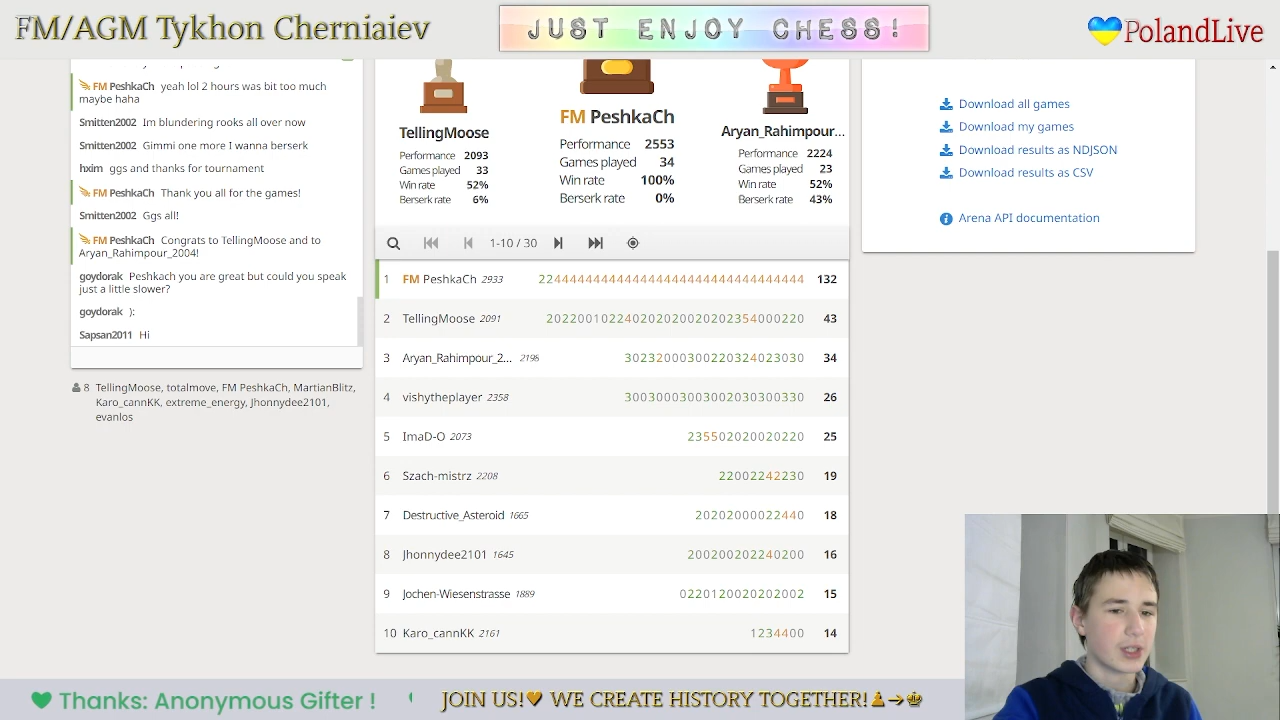 FM/AGM Tykhon Cherniaiev
JUST ENJOY CHESS!
PolandLive
FM PeshkaCh yeah lol 2 hours was bit too much
maybe haha
Smitten2002 Im blundering rooks all over now
Smitten2002 Gimmi one more I wanna berserk
hxim ggs and thanks for tournament
FM PeshkaCh Thank you all for the games!
Smitten2002 Ggs all!
FM PeshkaCh Congrats to TellingMoose and to
Aryan_Rahimpour_2004!
goydorak Peshkach you are great but could you speak
just a little slower?
goydorak ):
Sapsan2011 Hi
8 TellingMoose, totalmove, FM PeshkaCh, MartianBlitz,
Karo_cannKK, extreme_energy, Jhonnydee2101,
evanlos
TellingMoose
Performance 2093
Games played 33
Win rate 52%
Berserk rate 6%
FM PeshkaCh
Performance 2553
Games played 34
Win rate 100%
Berserk rate 0%
Aryan_Rahimpour...
Performance 2224
Games played 23
Win rate 52%
Berserk rate 43%
1-10 / 30
1 FM PeshkaCh 2933 2244444444444444444444444444444444 132
2 TellingMoose 2091 202200102240202020020202354000220 43
3 Aryan_Rahimpour_2... 2198 30232000300220324023030 34
4 vishytheplayer 2358 30030003003002030300330 26
5 ImaD-O 2073 235502020020220 25
6 Szach-mistrz 2208 22002242230 19
7 Destructive_Asteroid 1665 20202000022440 18
8 Jhonnydee2101 1645 200200202240200 16
9 Jochen-Wiesenstrasse 1889 0220120020202002 15
10 Karo_cannKK 2161 1234400 14
Download all games
Download my games
Download results as NDJSON
Download results as CSV
Arena API documentation
Thanks: Anonymous Gifter !
JOIN US!🧡 WE CREATE HISTORY TOGETHER!♟→♚